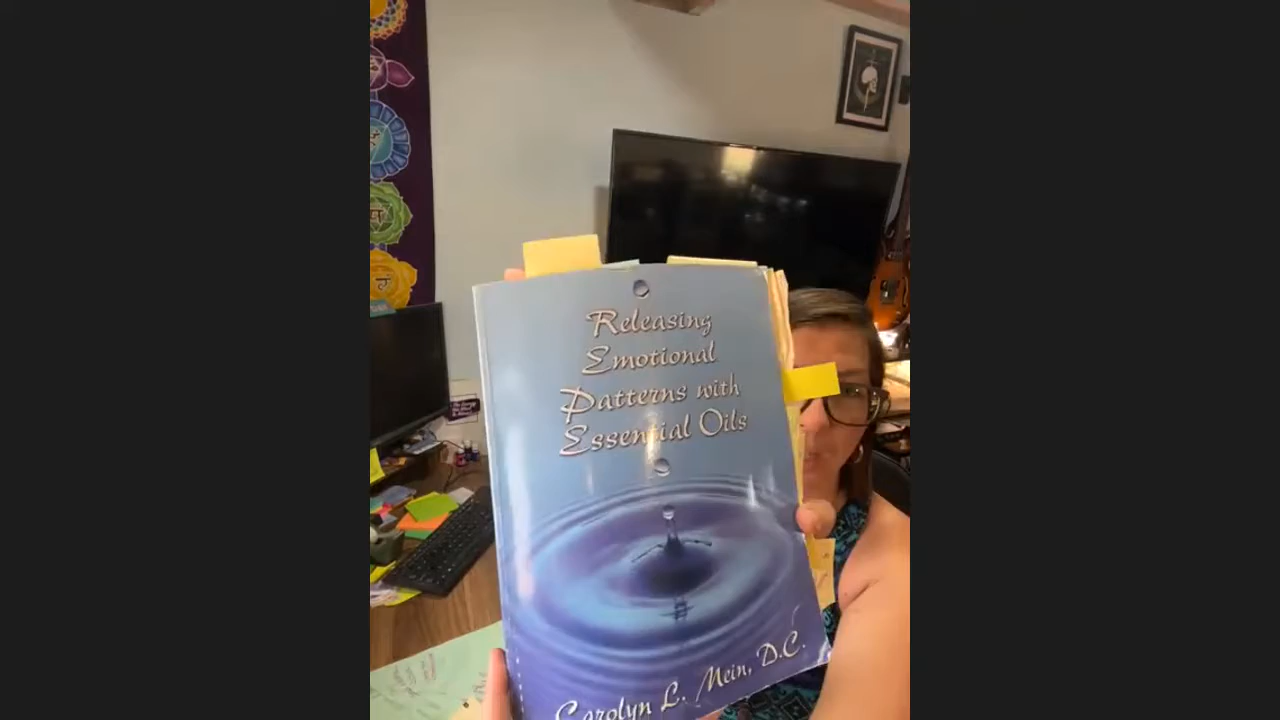 Releasing
Emotional
Patterns with
Essential Oils
Carolyn L. Mein, D.C.